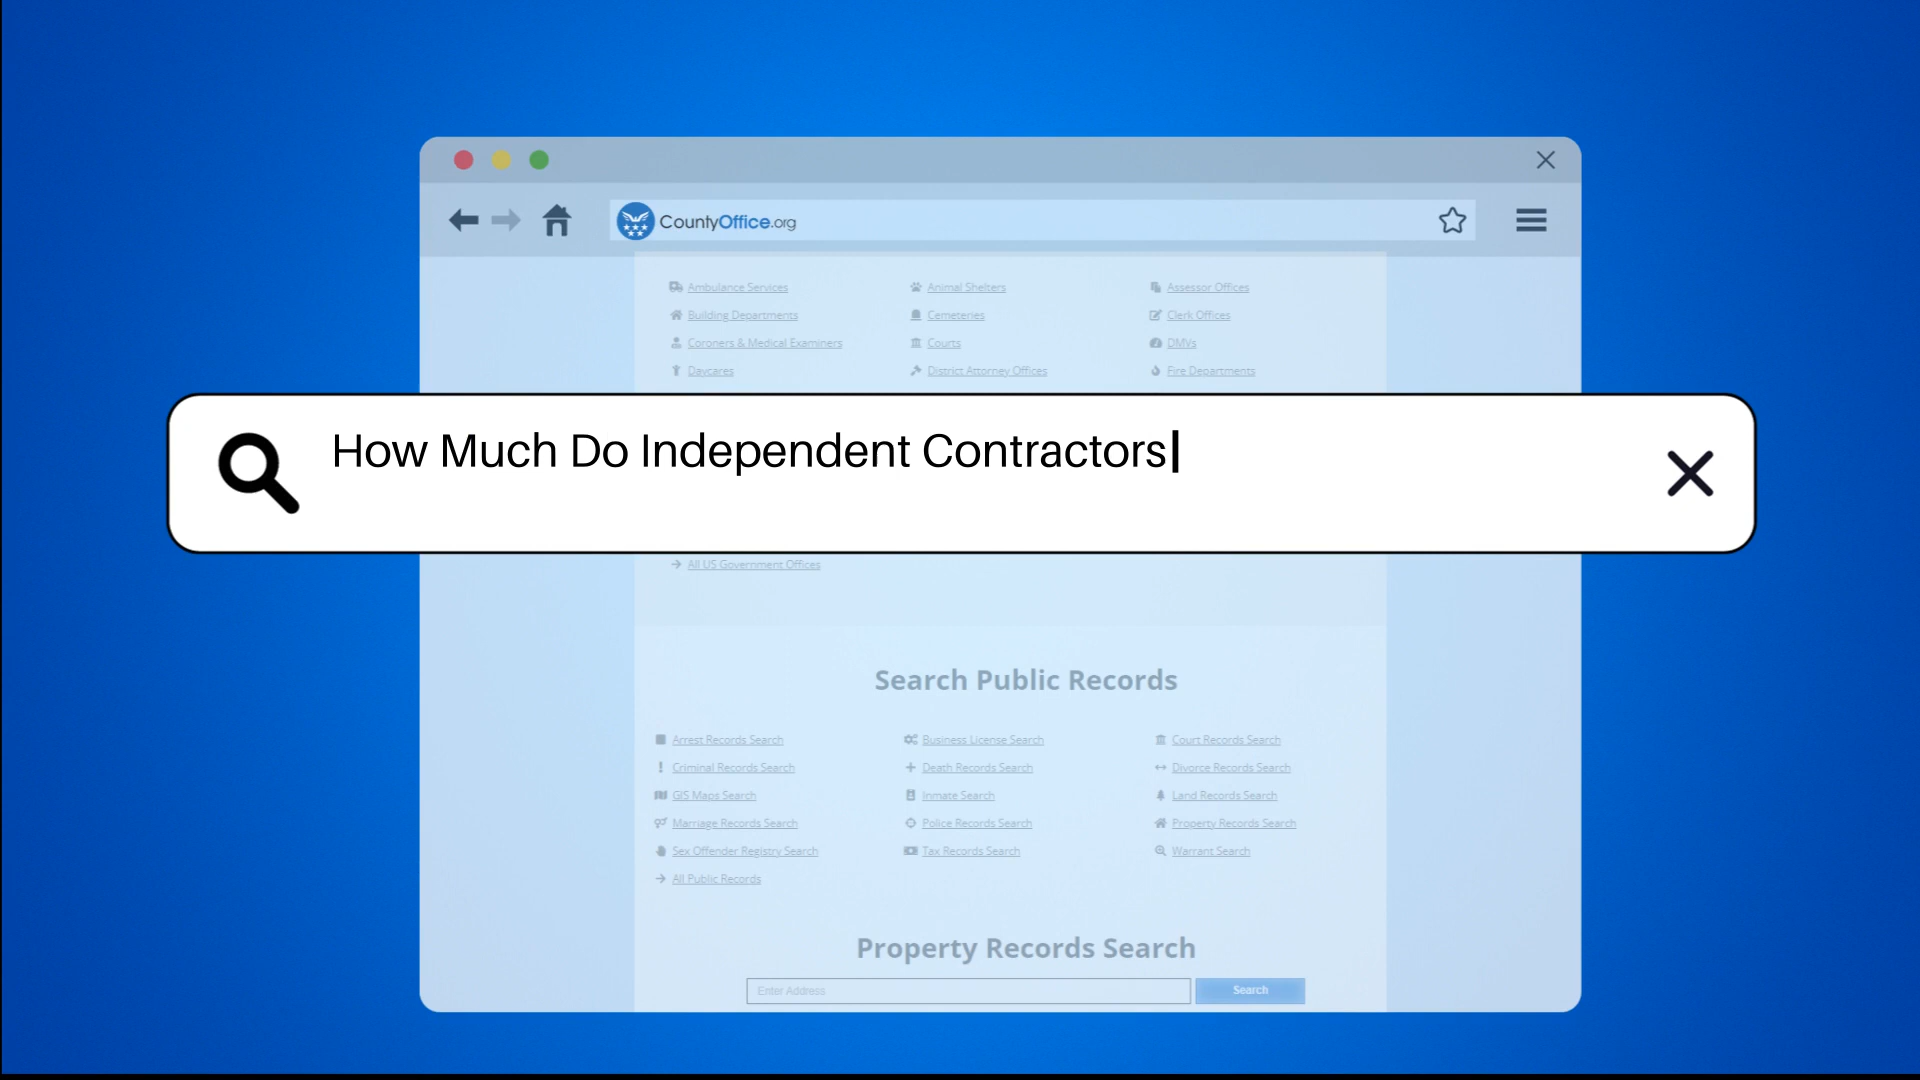 CountyOffice.org
Ambulance Services Animal Shelters Assessor Offices
Building Departments Cemeteries Clerk Offices
Coroners & Medical Examiners Courts DMVs
Daycares District Attorney Offices Fire Departments
How Much Do Independent Contractors
All US Government Offices
Search Public Records
Arrest Records Search Business License Search Court Records Search
Criminal Records Search Death Records Search Divorce Records Search
GIS Maps Search Inmate Search Land Records Search
Marriage Records Search Police Records Search Property Records Search
Sex Offender Registry Search Tax Records Search Warrant Search
All Public Records
Property Records Search
Enter Address Search